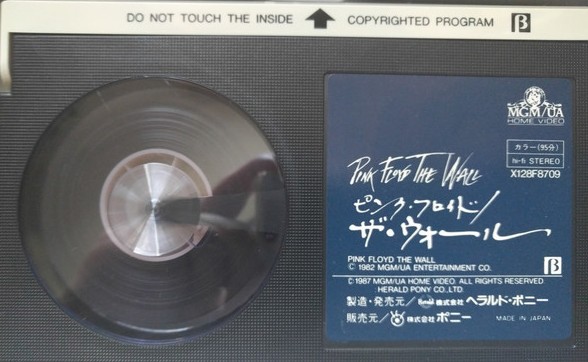 DO NOT TOUCH THE INSIDE COPYRIGHTED PROGRAM β
MGM/UA
HOME VIDEO
カラー(95分)
hi-fi STEREO
X128F8709
PINK FLOYD THE WALL
ピンク・フロイド/
ザ・ウォール
PINK FLOYD THE WALL
© 1982 MGM/UA ENTERTAINMENT CO. β
© 1987 MGM/UA HOME VIDEO. ALL RIGHTS RESERVED
HERALD PONY CO.,LTD.
製造・発売元/株式会社ヘラルド・ポニー
販売元/株式会社ポニー MADE IN JAPAN